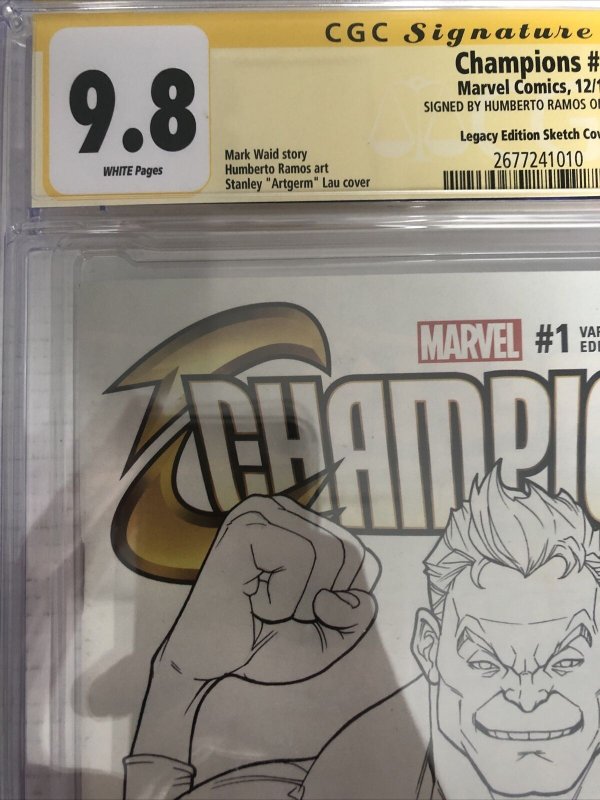 CGC Signature
9.8
WHITE Pages
Champions #
Marvel Comics, 12/1
SIGNED BY HUMBERTO RAMOS O
Legacy Edition Sketch Cov
2677241010
Mark Waid story
Humberto Ramos art
Stanley "Artgerm" Lau cover
MARVEL #1 VAR
EDI
CHAMPIO